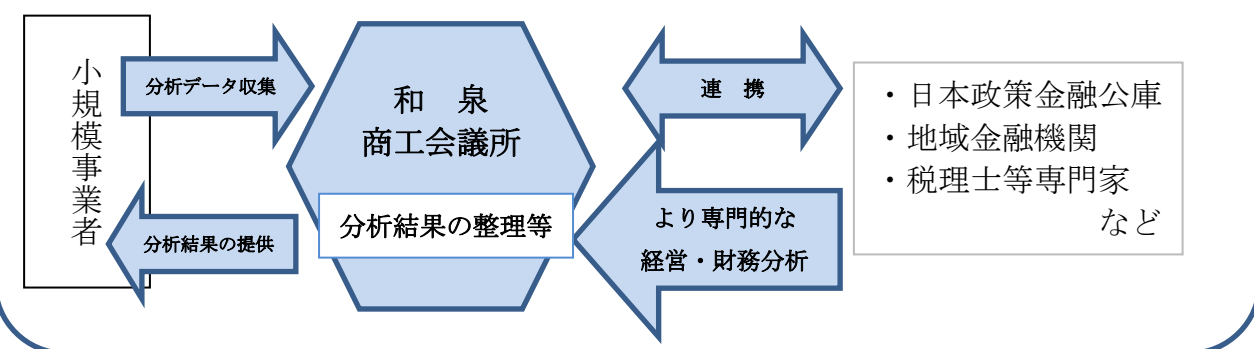 小規模事業者
分析データ収集
分析結果の提供
和　泉
商工会議所
分析結果の整理等
連　携
より専門的な
経営・財務分析
・日本政策金融公庫
・地域金融機関
・税理士等専門家
など